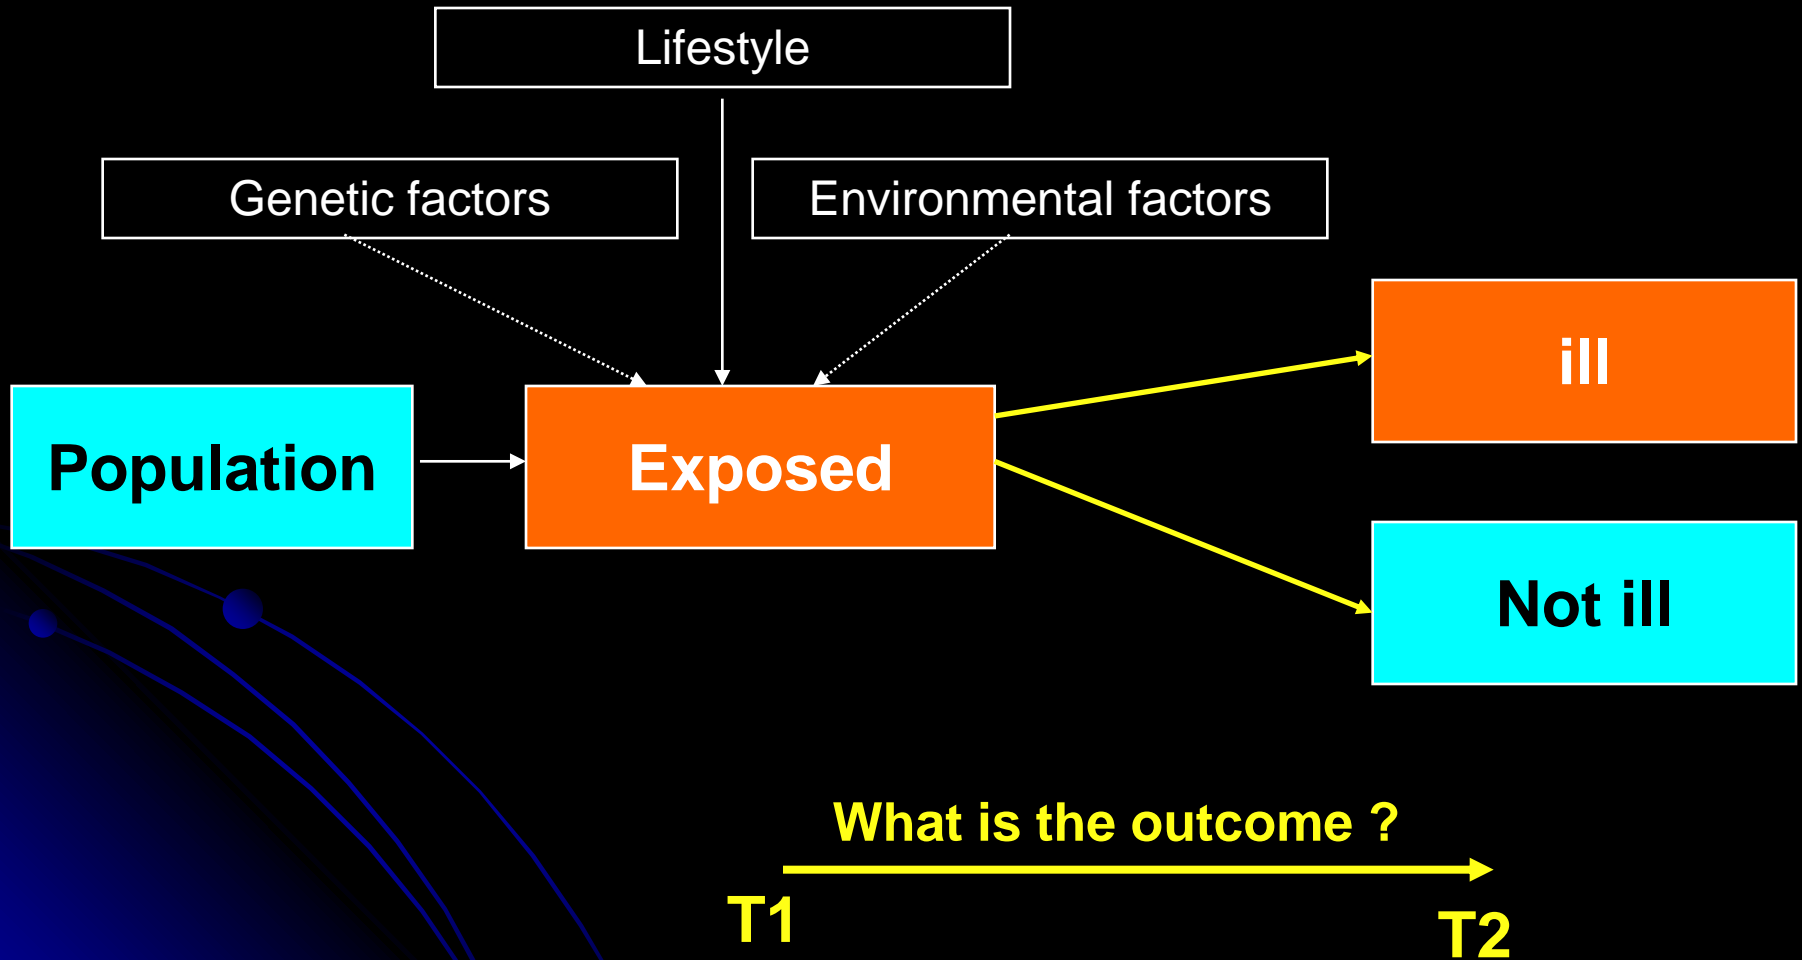 Lifestyle
Genetic factors
Environmental factors
ill
Population
Exposed
Not ill
What is the outcome ?
T1
T2